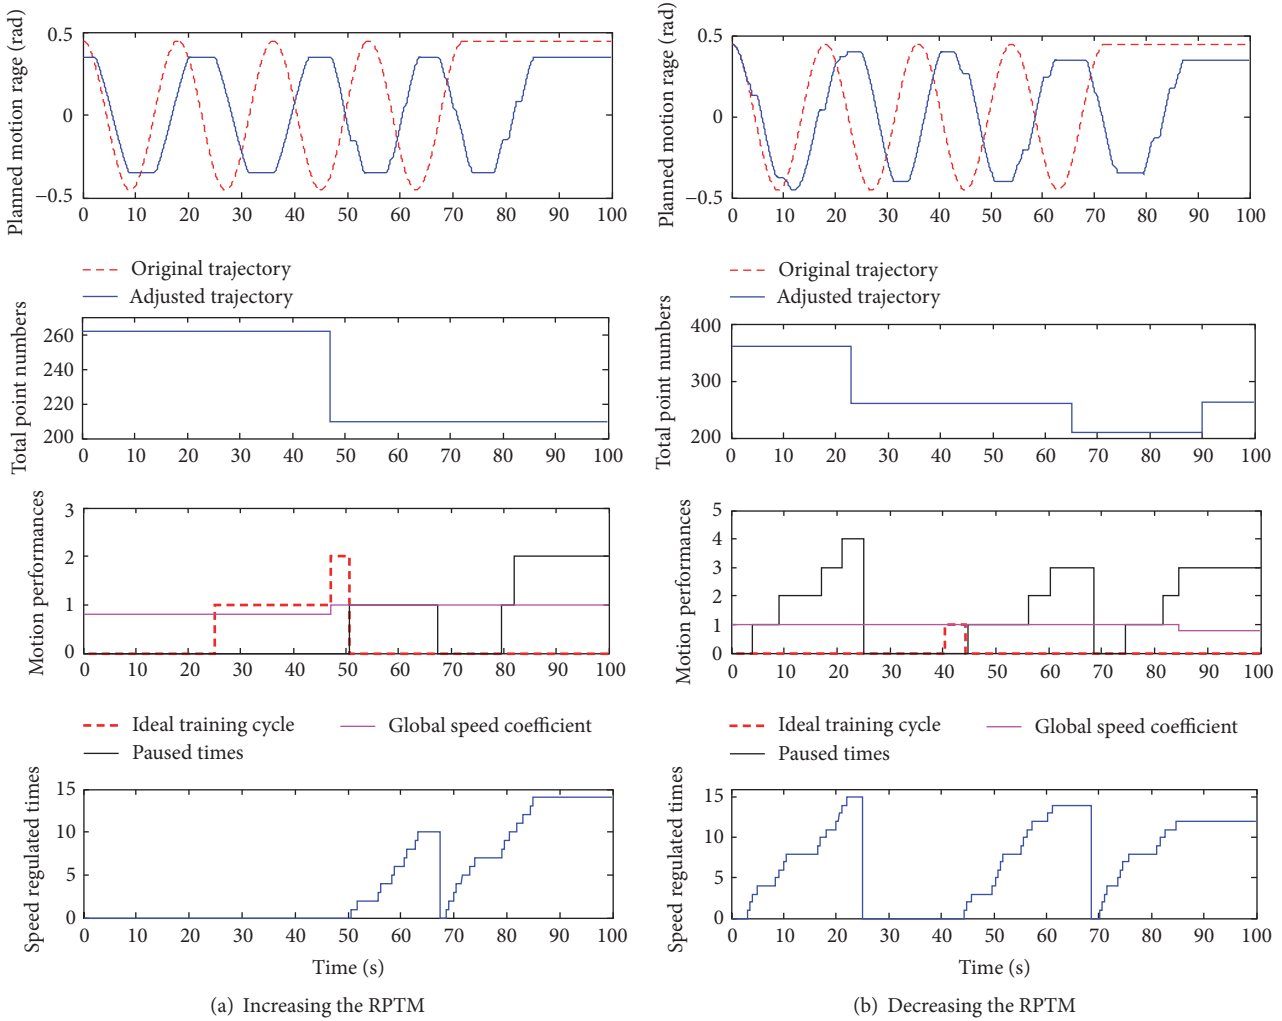 Planned motion rage (rad)
0.5
0
−0.5
0 10 20 30 40 50 60 70 80 90 100
Original trajectory
Adjusted trajectory
Total point numbers
260
240
220
200
0 10 20 30 40 50 60 70 80 90 100
Motion performances
3
2
1
0
0 10 20 30 40 50 60 70 80 90 100
Ideal training cycle
Global speed coefficient
Paused times
Speed regulated times
15
10
5
0
0 10 20 30 40 50 60 70 80 90 100
Time (s)
(a) Increasing the RPTM
Planned motion rage (rad)
0.5
0
−0.5
0 10 20 30 40 50 60 70 80 90 100
Original trajectory
Adjusted trajectory
Total point numbers
400
300
200
0 10 20 30 40 50 60 70 80 90 100
Motion performances
5
4
3
2
1
0
0 10 20 30 40 50 60 70 80 90 100
Ideal training cycle
Global speed coefficient
Paused times
Speed regulated times
15
10
5
0
0 10 20 30 40 50 60 70 80 90 100
Time (s)
(b) Decreasing the RPTM